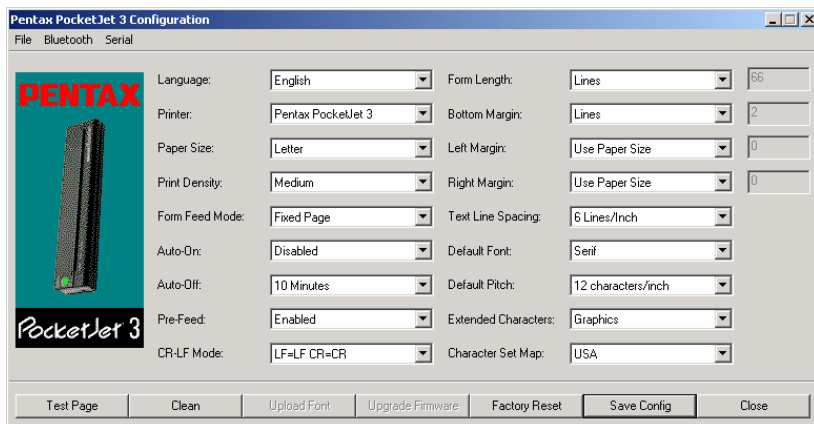 Pentax PocketJet 3 Configuration
File Bluetooth Serial
PENTAX
PocketJet 3
Language: English
Printer: Pentax PocketJet 3
Paper Size: Letter
Print Density: Medium
Form Feed Mode: Fixed Page
Auto-On: Disabled
Auto-Off: 10 Minutes
Pre-Feed: Enabled
CR-LF Mode: LF=LF CR=CR
Form Length: Lines 66
Bottom Margin: Lines 2
Left Margin: Use Paper Size 0
Right Margin: Use Paper Size 0
Text Line Spacing: 6 Lines/Inch
Default Font: Serif
Default Pitch: 12 characters/inch
Extended Characters: Graphics
Character Set Map: USA
Test Page Clean Upload Font Upgrade Firmware Factory Reset Save Config Close